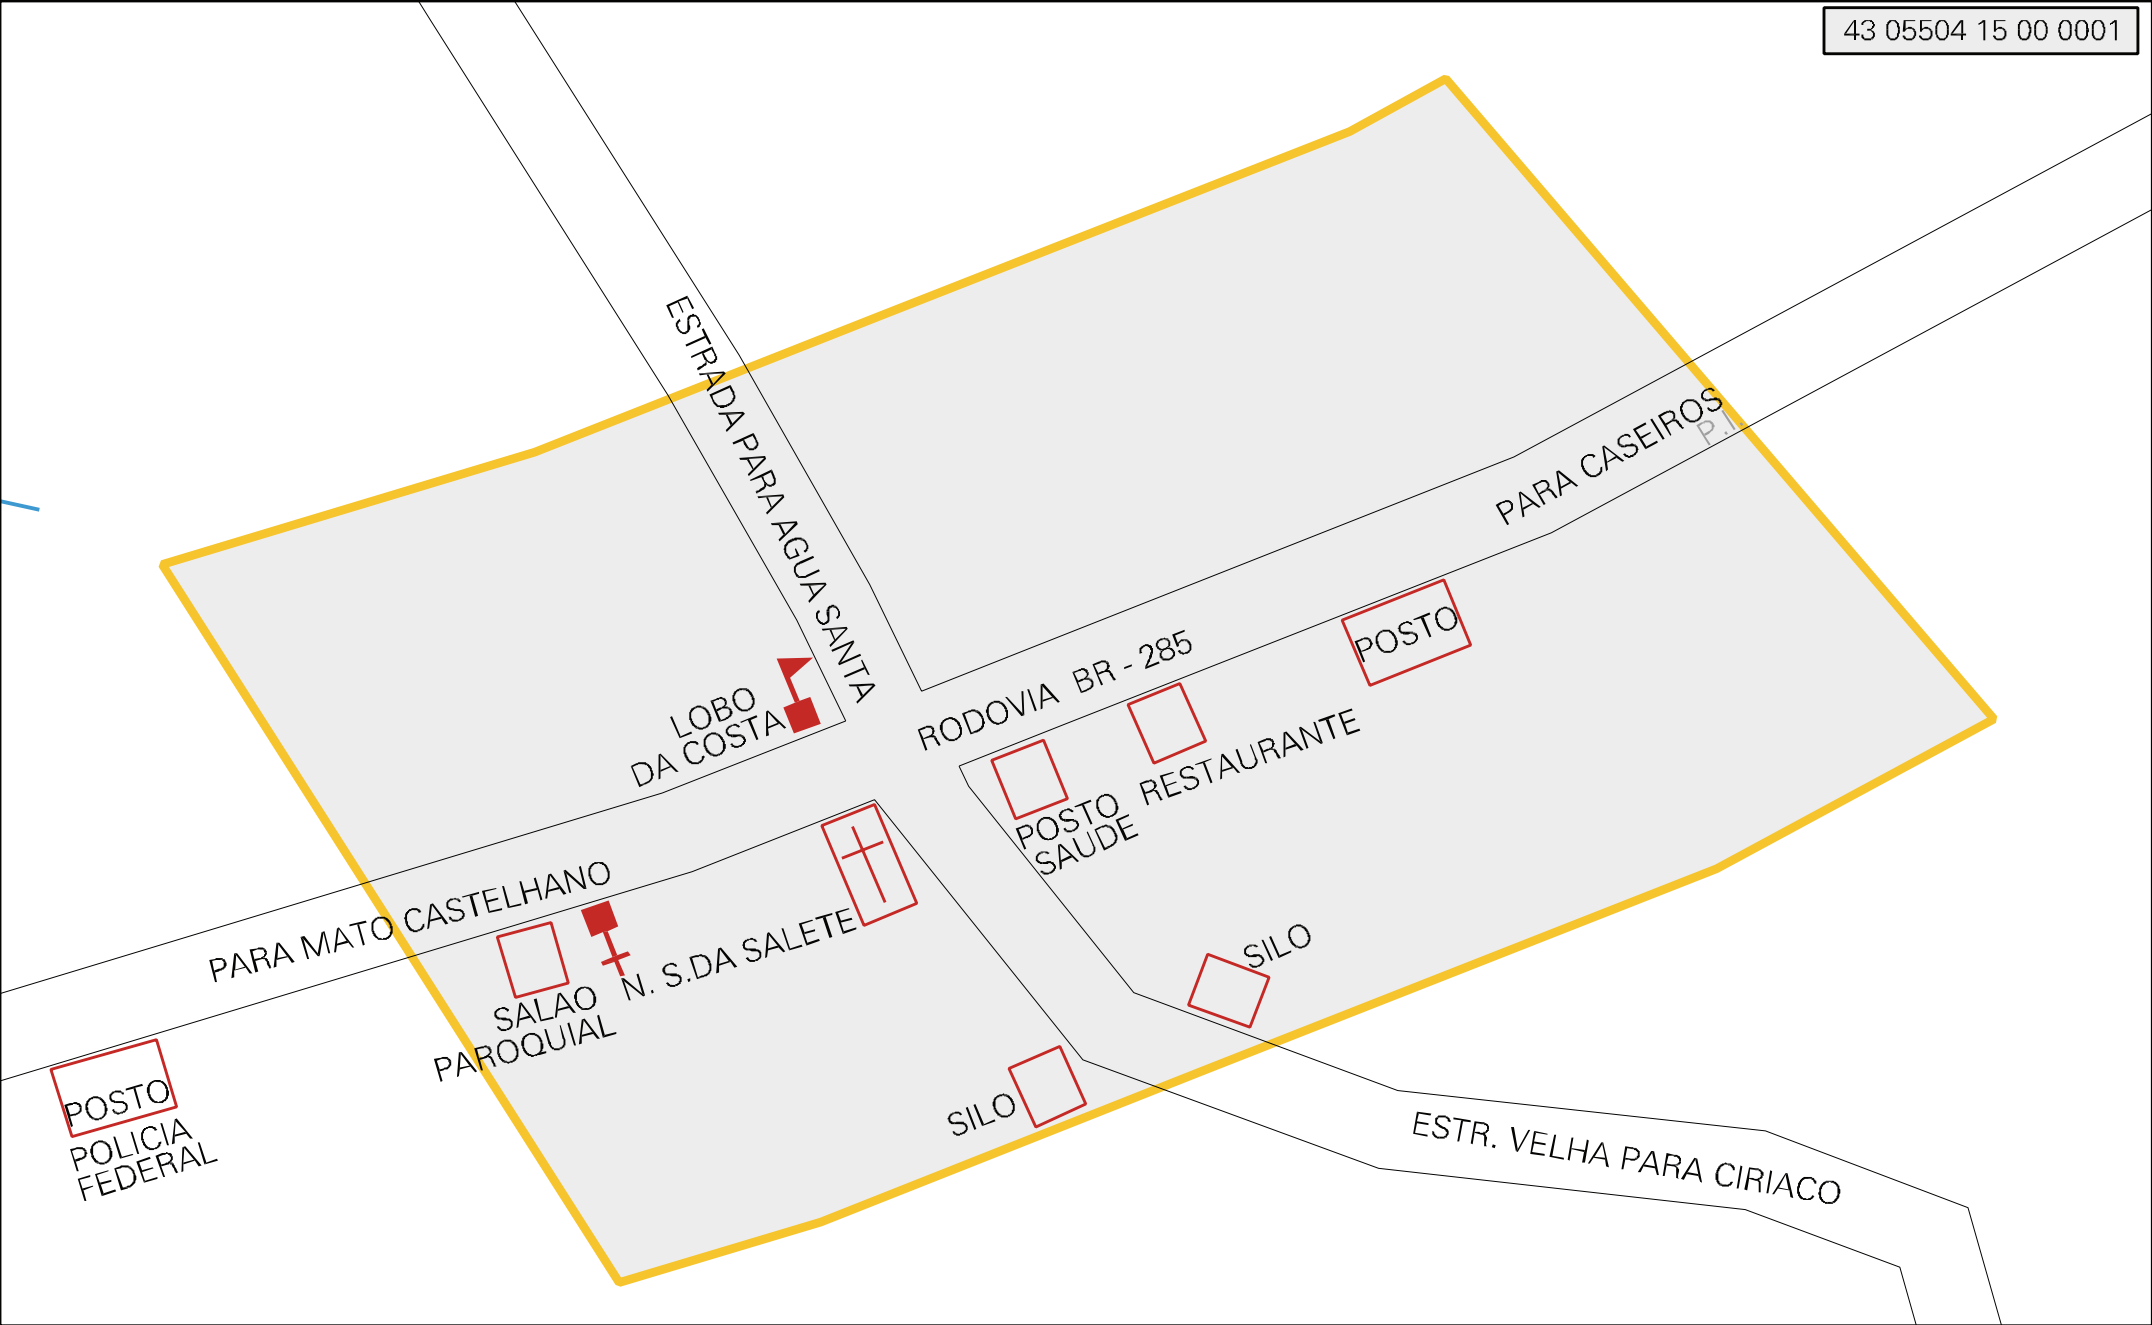 43 05504 15 00 0001
ESTRADA PARA AGUA SANTA
PARA CASEIROS
P.I.
POSTO
RODOVIA BR - 285
LOBO
DA COSTA
RESTAURANTE
POSTO
SAUDE
PARA MATO CASTELHANO
N. S.DA SALETE
SILO
SALAO
PAROQUIAL
POSTO
POLICIA
FEDERAL
SILO
ESTR. VELHA PARA CIRIACO